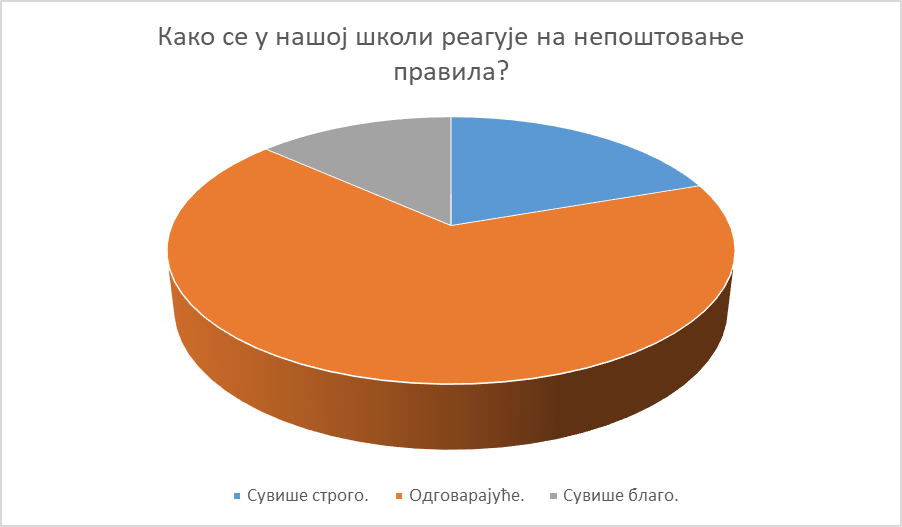 Како се у нашој школи реагује на непоштовање
правила?
Сувише строго. Одговарајуће. Сувише благо.